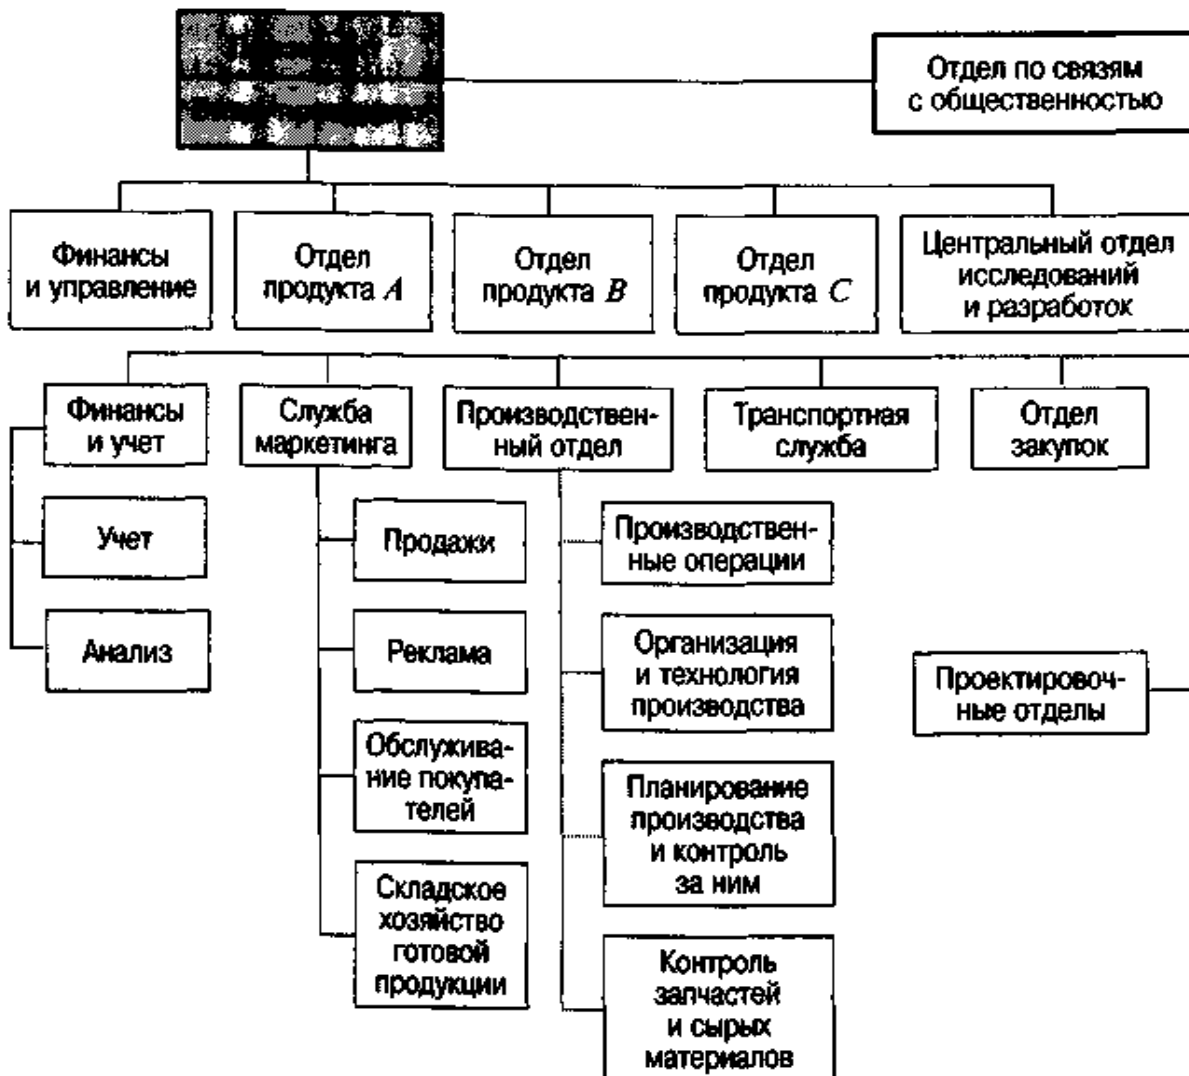 Отдел по связям
с общественностью
Финансы
и управление
Отдел
продукта A
Отдел
продукта B
Отдел
продукта C
Центральный отдел
исследований
и разработок
Финансы
и учет
Служба
маркетинга
Производствен-
ный отдел
Транспортная
служба
Отдел
закупок
Учет
Анализ
Продажи
Реклама
Обслужива-
ние покупа-
телей
Складское
хозяйство
готовой
продукции
Производствен-
ные операции
Организация
и технология
производства
Планирование
производства
и контроль
за ним
Контроль
запчастей
и сырых
материалов
Проектировоч-
ные отделы